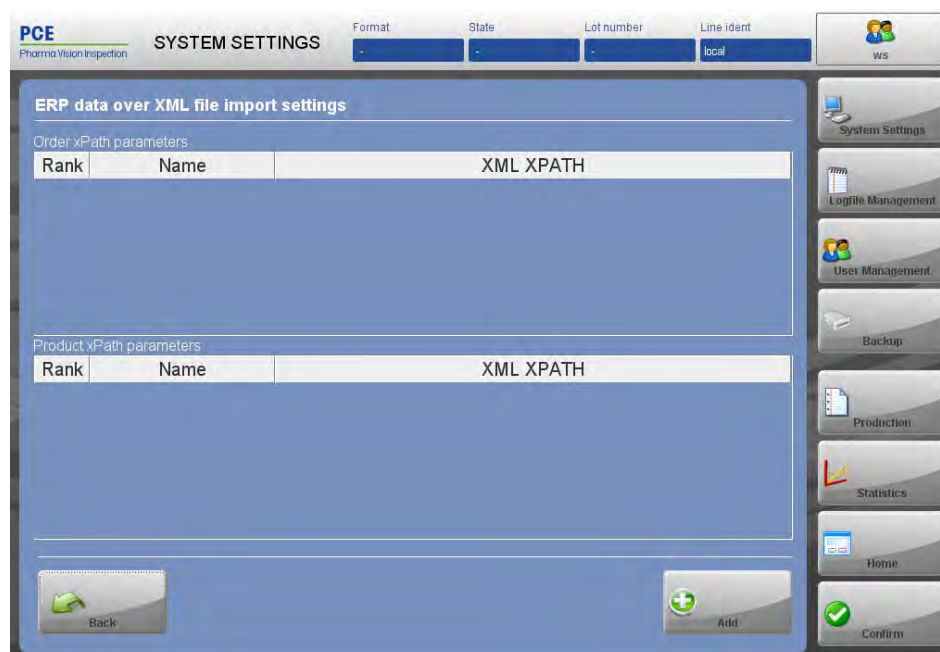 PCE
Pharma Vision Inspection
SYSTEM SETTINGS
Format
State
Lot number
Line ident
-
-
-
local
ws
ERP data over XML file import settings
Order xPath parameters
Rank Name XML XPATH
Product xPath parameters
Rank Name XML XPATH
Back
Add
System Settings
Logfile Management
User Management
Backup
Production
Statistics
Home
Confirm